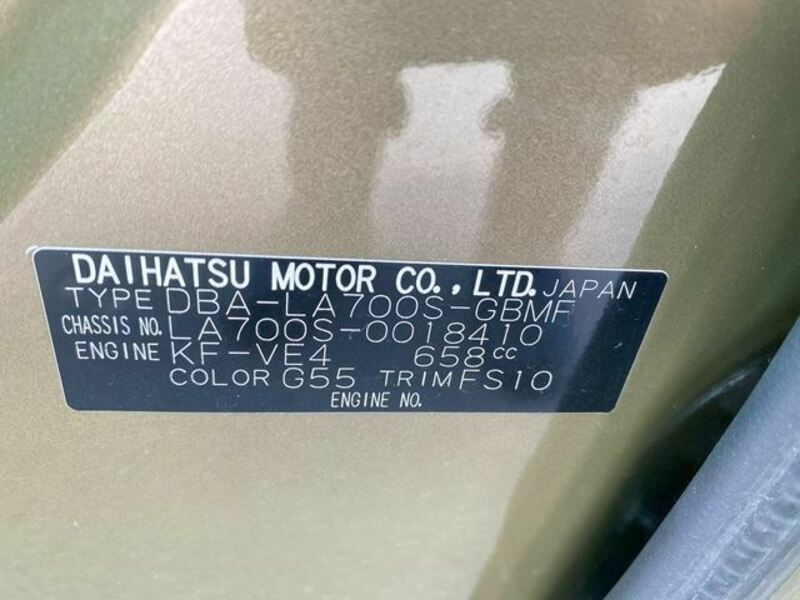 DAIHATSU MOTOR CO., LTD. JAPAN
TYPE DBA-LA700S-GBMF
CHASSIS NO. LA700S-0018410
ENGINE KF-VE4 658cc
COLOR G55 TRIM FS10
ENGINE NO.